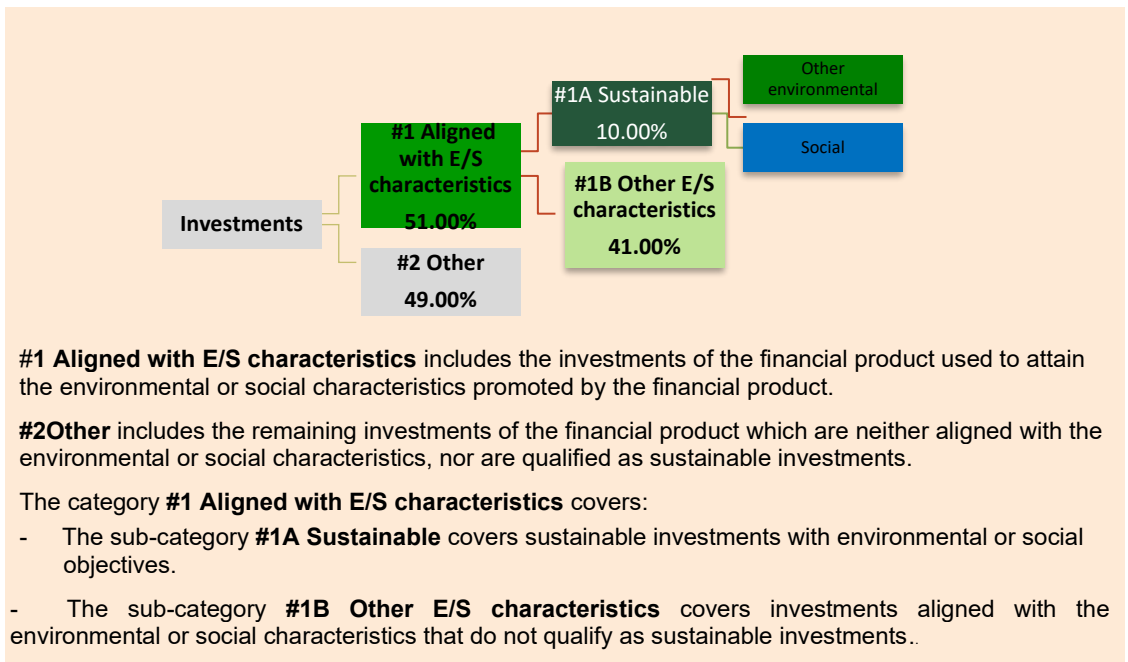 Other
environmental
#1A Sustainable
10.00%
Social
#1 Aligned
with E/S
characteristics
51.00%
#1B Other E/S
characteristics
41.00%
Investments
#2 Other
49.00%
#1 Aligned with E/S characteristics includes the investments of the financial product used to attain
the environmental or social characteristics promoted by the financial product.
#2Other includes the remaining investments of the financial product which are neither aligned with the
environmental or social characteristics, nor are qualified as sustainable investments.
The category #1 Aligned with E/S characteristics covers:
- The sub-category #1A Sustainable covers sustainable investments with environmental or social
objectives.
- The sub-category #1B Other E/S characteristics covers investments aligned with the
environmental or social characteristics that do not qualify as sustainable investments..